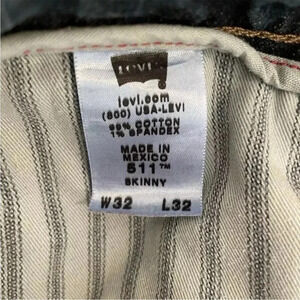 LEVI'S
levi.com
(800) USA-LEVI
99% COTTON
1% SPANDEX
MADE IN
MEXICO
511™
SKINNY
W32 L32